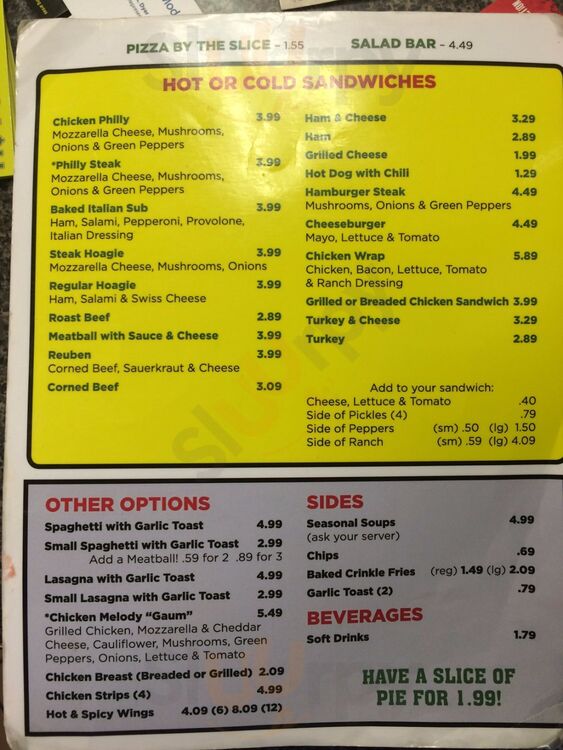 PIZZA BY THE SLICE – 1.55 SALAD BAR – 4.49
HOT OR COLD SANDWICHES
Chicken Philly 3.99
Mozzarella Cheese, Mushrooms,
Onions & Green Peppers
*Philly Steak 3.99
Mozzarella Cheese, Mushrooms,
Onions & Green Peppers
Baked Italian Sub 3.99
Ham, Salami, Pepperoni, Provolone,
Italian Dressing
Steak Hoagie 3.99
Mozzarella Cheese, Mushrooms, Onions
Regular Hoagie 3.99
Ham, Salami & Swiss Cheese
Roast Beef 2.89
Meatball with Sauce & Cheese 3.99
Reuben 3.99
Corned Beef, Sauerkraut & Cheese
Corned Beef 3.09
Ham & Cheese 3.29
Ham 2.89
Grilled Cheese 1.99
Hot Dog with Chili 1.29
Hamburger Steak 4.49
Mushrooms, Onions & Green Peppers
Cheeseburger 4.49
Mayo, Lettuce & Tomato
Chicken Wrap 5.89
Chicken, Bacon, Lettuce, Tomato
& Ranch Dressing
Grilled or Breaded Chicken Sandwich 3.99
Turkey & Cheese 3.29
Turkey 2.89
Add to your sandwich:
Cheese, Lettuce & Tomato .40
Side of Pickles (4) .79
Side of Peppers (sm) .50 (lg) 1.50
Side of Ranch (sm) .59 (lg) 4.09
OTHER OPTIONS
Spaghetti with Garlic Toast 4.99
Small Spaghetti with Garlic Toast 2.99
Add a Meatball! .59 for 2 .89 for 3
Lasagna with Garlic Toast 4.99
Small Lasagna with Garlic Toast 2.99
*Chicken Melody "Gaum" 5.49
Grilled Chicken, Mozzarella & Cheddar
Cheese, Cauliflower, Mushrooms, Green
Peppers, Onions, Lettuce & Tomato
Chicken Breast (Breaded or Grilled) 2.09
Chicken Strips (4) 4.99
Hot & Spicy Wings 4.09 (6) 8.09 (12)
SIDES
Seasonal Soups 4.99
(ask your server)
Chips .69
Baked Crinkle Fries (reg) 1.49 (lg) 2.09
Garlic Toast (2) .79
BEVERAGES
Soft Drinks 1.79
HAVE A SLICE OF
PIE FOR 1.99!
sluurpy